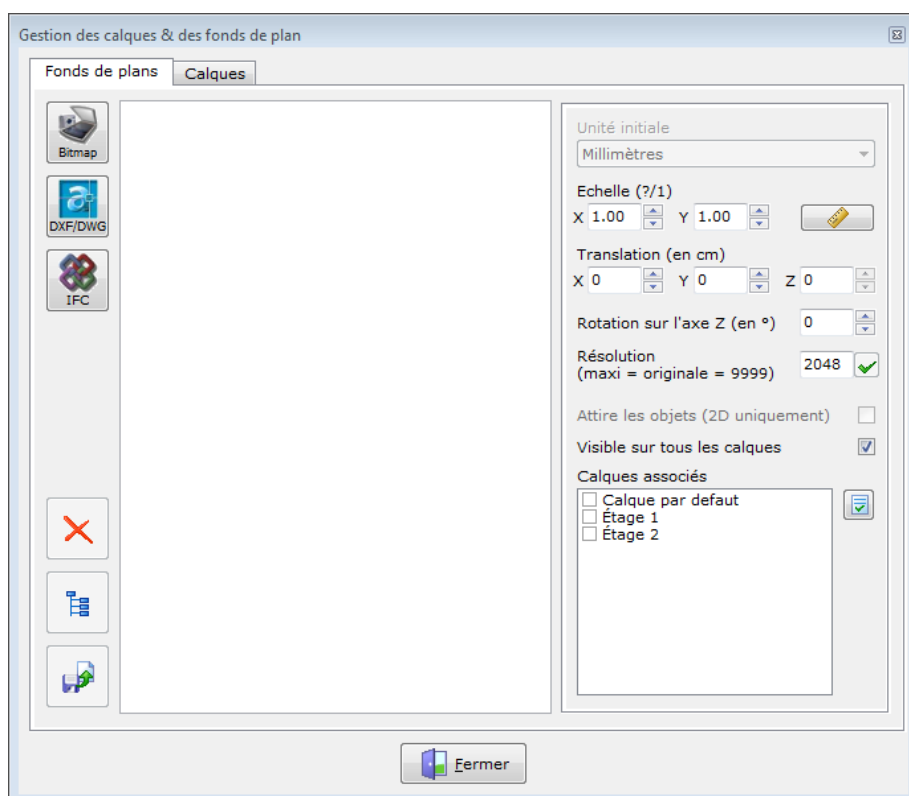 Gestion des calques & des fonds de plan
Fonds de plans
Calques
Bitmap
DXF/DWG
IFC
Unité initiale
Millimètres
Echelle (?/1)
X 1.00 Y 1.00
Translation (en cm)
X 0 Y 0 Z 0
Rotation sur l'axe Z (en °) 0
Résolution
(maxi = originale = 9999) 2048
Attire les objets (2D uniquement)
Visible sur tous les calques
Calques associés
Calque par defaut
Étage 1
Étage 2
Fermer